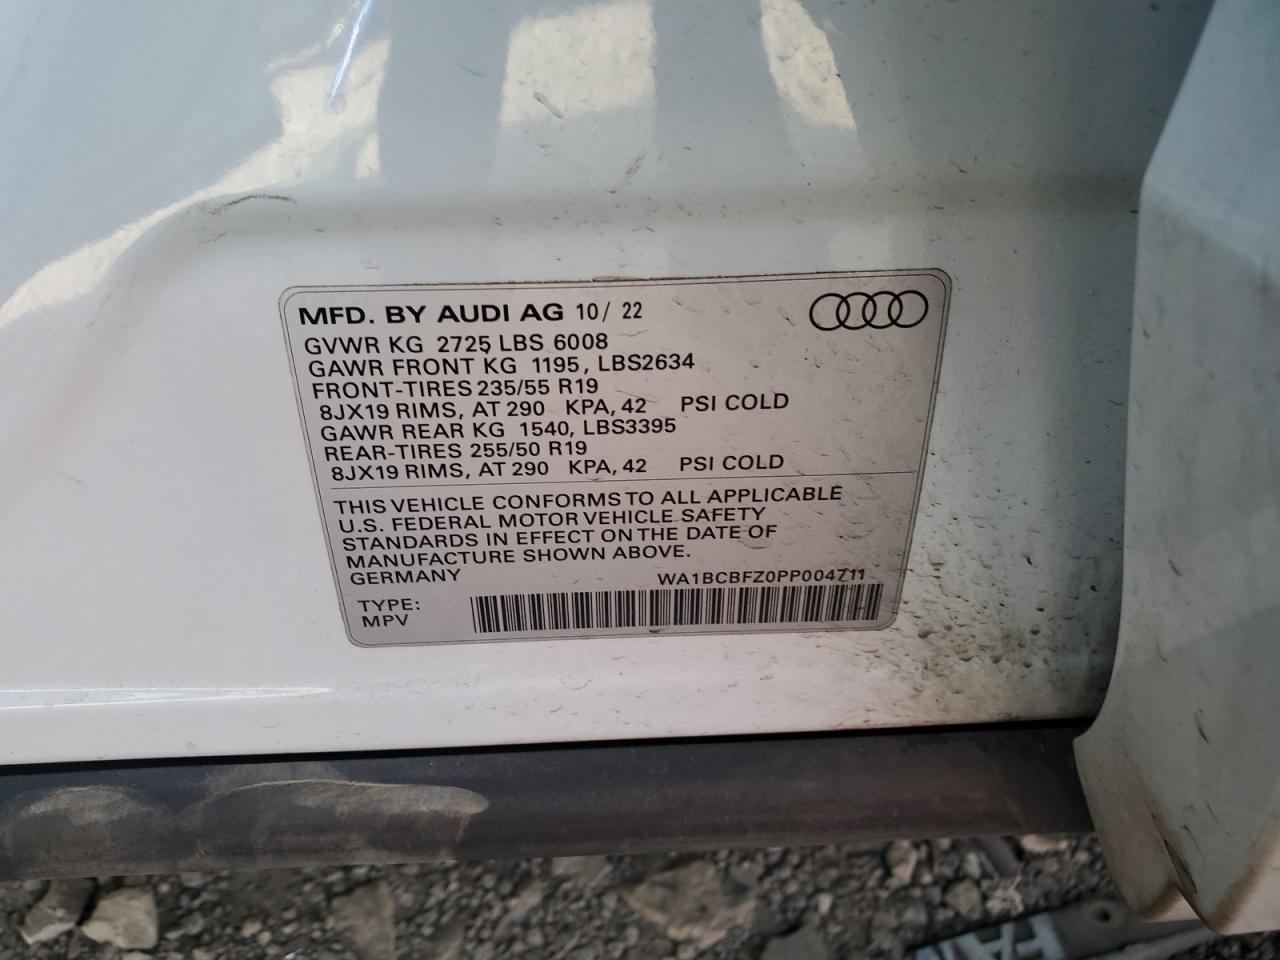 MFD. BY AUDI AG 10/ 22
GVWR KG 2725 LBS 6008
GAWR FRONT KG 1195, LBS2634
FRONT-TIRES 235/55 R19
8JX19 RIMS, AT 290 KPA, 42 PSI COLD
GAWR REAR KG 1540, LBS3395
REAR-TIRES 255/50 R19
8JX19 RIMS, AT 290 KPA, 42 PSI COLD
THIS VEHICLE CONFORMS TO ALL APPLICABLE
U.S. FEDERAL MOTOR VEHICLE SAFETY
STANDARDS IN EFFECT ON THE DATE OF
MANUFACTURE SHOWN ABOVE.
GERMANY WA1BCBFZ0PP004711
TYPE:
MPV